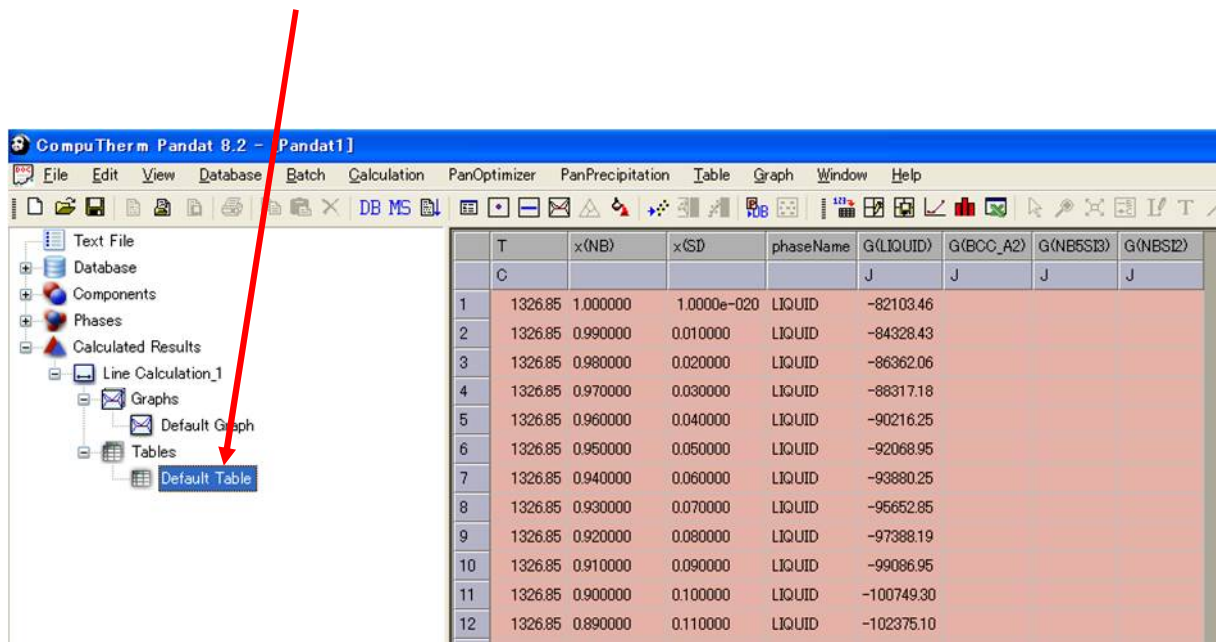 CompuTherm Pandat 8.2 - [Pandat1]
File Edit View Database Batch Calculation PanOptimizer PanPrecipitation Table Graph Window Help
DB MS
Text File
Database
Components
Phases
Calculated Results
Line Calculation_1
Graphs
Default Graph
Tables
Default Table
T x(NB) x(SI) phaseName G(LIQUID) G(BCC_A2) G(NB5SI3) G(NBSI2)
C J J J J
1 1326.85 1.000000 1.0000e-020 LIQUID -82103.46
2 1326.85 0.990000 0.010000 LIQUID -84328.43
3 1326.85 0.980000 0.020000 LIQUID -86362.06
4 1326.85 0.970000 0.030000 LIQUID -88317.18
5 1326.85 0.960000 0.040000 LIQUID -90216.25
6 1326.85 0.950000 0.050000 LIQUID -92068.95
7 1326.85 0.940000 0.060000 LIQUID -93880.25
8 1326.85 0.930000 0.070000 LIQUID -95652.85
9 1326.85 0.920000 0.080000 LIQUID -97388.19
10 1326.85 0.910000 0.090000 LIQUID -99086.95
11 1326.85 0.900000 0.100000 LIQUID -100749.30
12 1326.85 0.890000 0.110000 LIQUID -102375.10